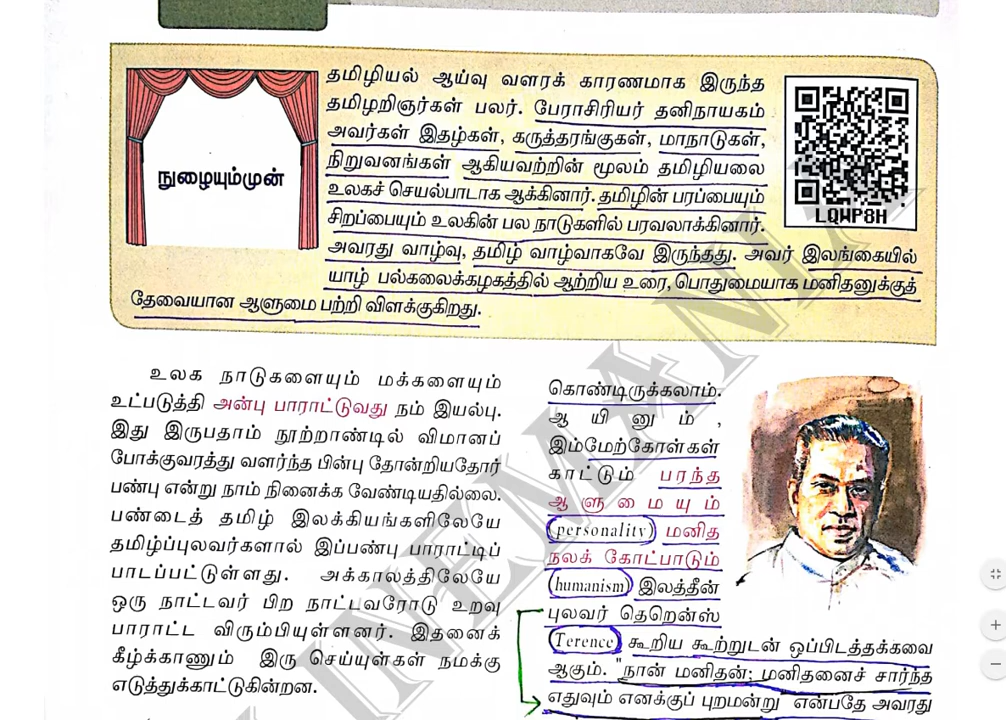 தமிழியல் ஆய்வு வளரக் காரணமாக இருந்த
தமிழறிஞர்கள் பலர். பேராசிரியர் தனிநாயகம்
அவர்கள் இதழ்கள், கருத்தரங்குகள், மாநாடுகள்,
நிறுவனங்கள் ஆகியவற்றின் மூலம் தமிழியலை
நுழையும்முன்
உலகச் செயல்பாடாக ஆக்கினார். தமிழின் பரப்பையும்
சிறப்பையும் உலகின் பல நாடுகளில் பரவலாக்கினார்.
LQWP8H
அவரது வாழ்வு, தமிழ் வாழ்வாகவே இருந்தது. அவர் இலங்கையில்
யாழ் பல்கலைக்கழகத்தில் ஆற்றிய உரை, பொதுமையாக மனிதனுக்குத்
தேவையான ஆளுமை பற்றி விளக்குகிறது.
உலக நாடுகளையும் மக்களையும்
உட்படுத்தி அன்பு பாராட்டுவது நம் இயல்பு.
இது இருபதாம் நூற்றாண்டில் விமானப்
போக்குவரத்து வளர்ந்த பின்பு தோன்றியதோர்
பண்பு என்று நாம் நினைக்க வேண்டியதில்லை.
பண்டைத் தமிழ் இலக்கியங்களிலேயே
தமிழ்ப்புலவர்களால் இப்பண்பு பாராட்டிப்
பாடப்பட்டுள்ளது. அக்காலத்திலேயே
ஒரு நாட்டவர் பிற நாட்டவரோடு உறவு
பாராட்ட விரும்பியுள்ளனர். இதனைக்
கீழ்க்காணும் இரு செய்யுள்கள் நமக்கு
எடுத்துக்காட்டுகின்றன.
கொண்டிருக்கலாம்.
ஆயினும்,
இம்மேற்கோள்கள்
காட்டும் பரந்த
ஆளுமையும்
(personality) மனித
நலக் கோட்பாடும்
(humanism) இலத்தீன்
புலவர் தெறென்ஸ்
(Terence) கூறிய கூற்றுடன் ஒப்பிடத்தக்கவை
ஆகும். "நான் மனிதன்; மனிதனைச் சார்ந்த
எதுவும் எனக்குப் புறமன்று என்பதே அவரது